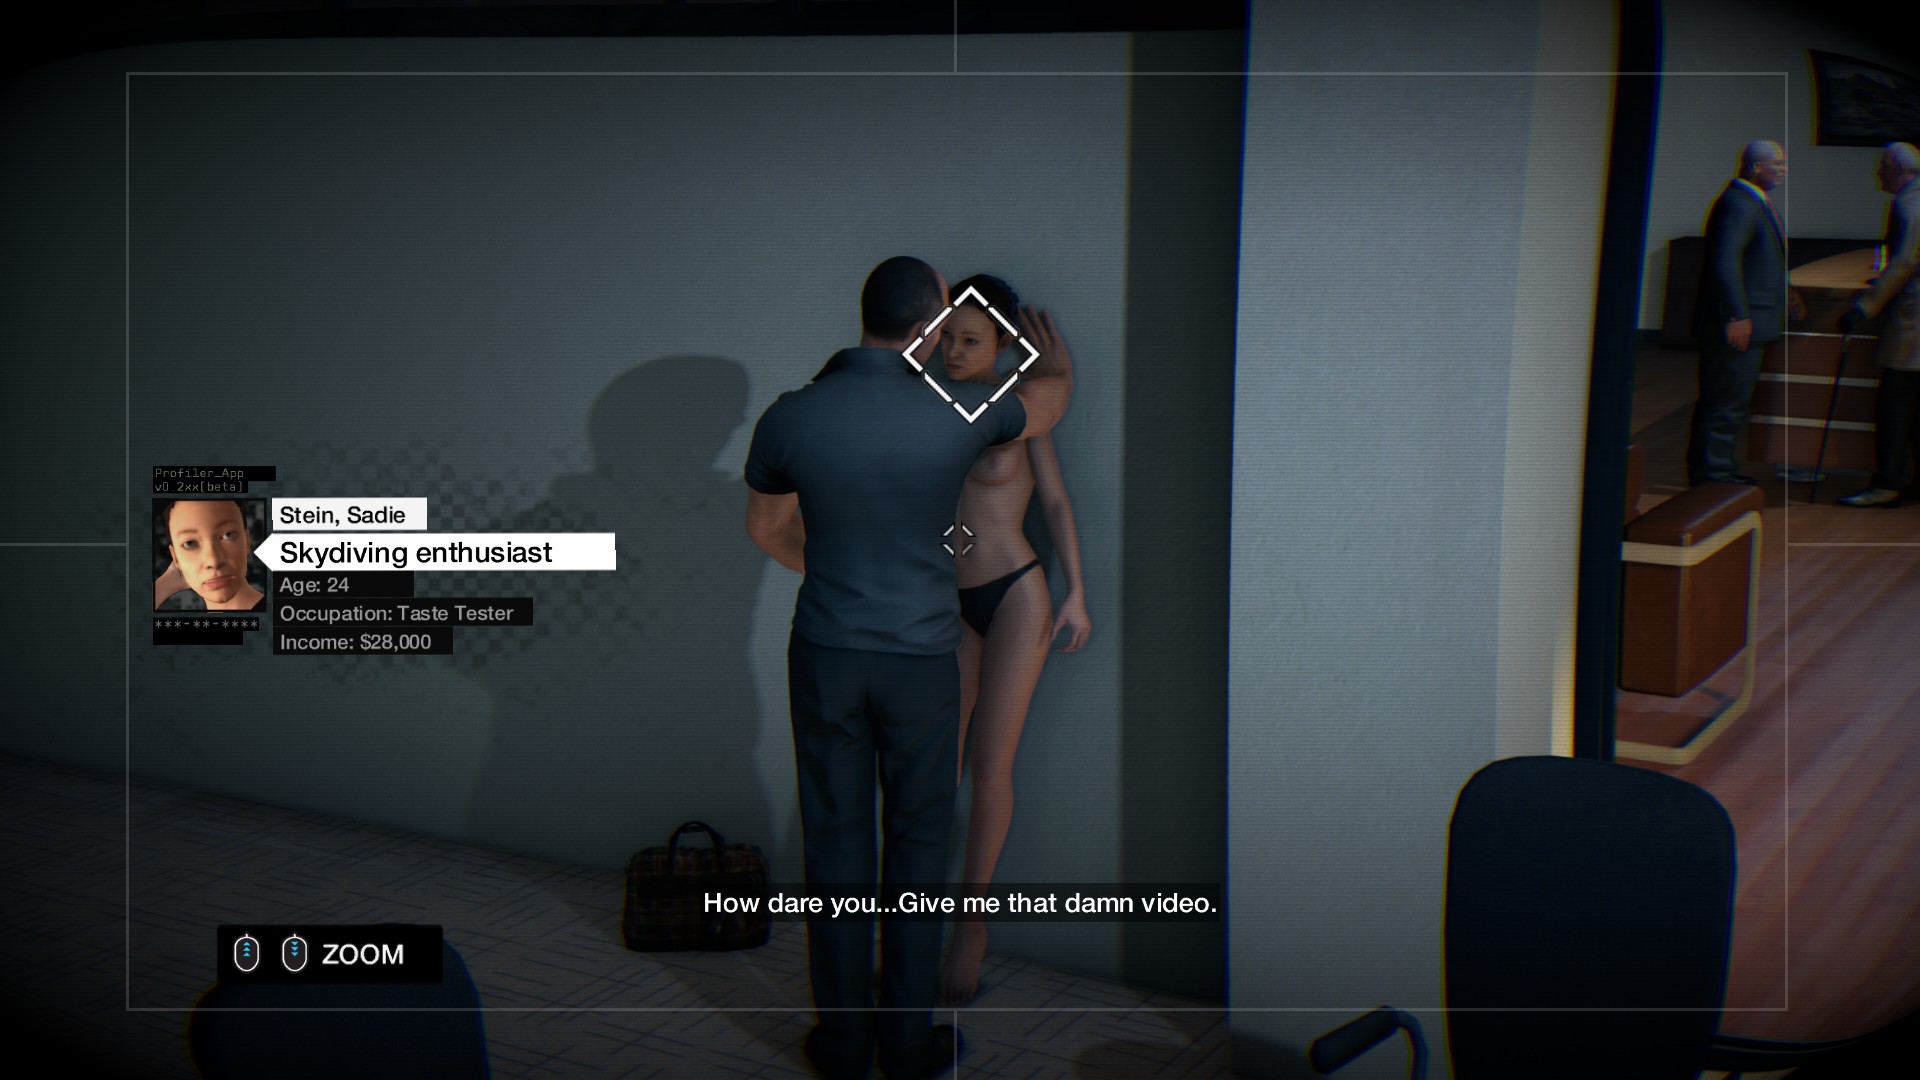 Profiler_App
v0.2xx[beta]
Stein, Sadie
Skydiving enthusiast
Age: 24
***-**-****
Occupation: Taste Tester
Income: $28,000
How dare you...Give me that damn video.
ZOOM